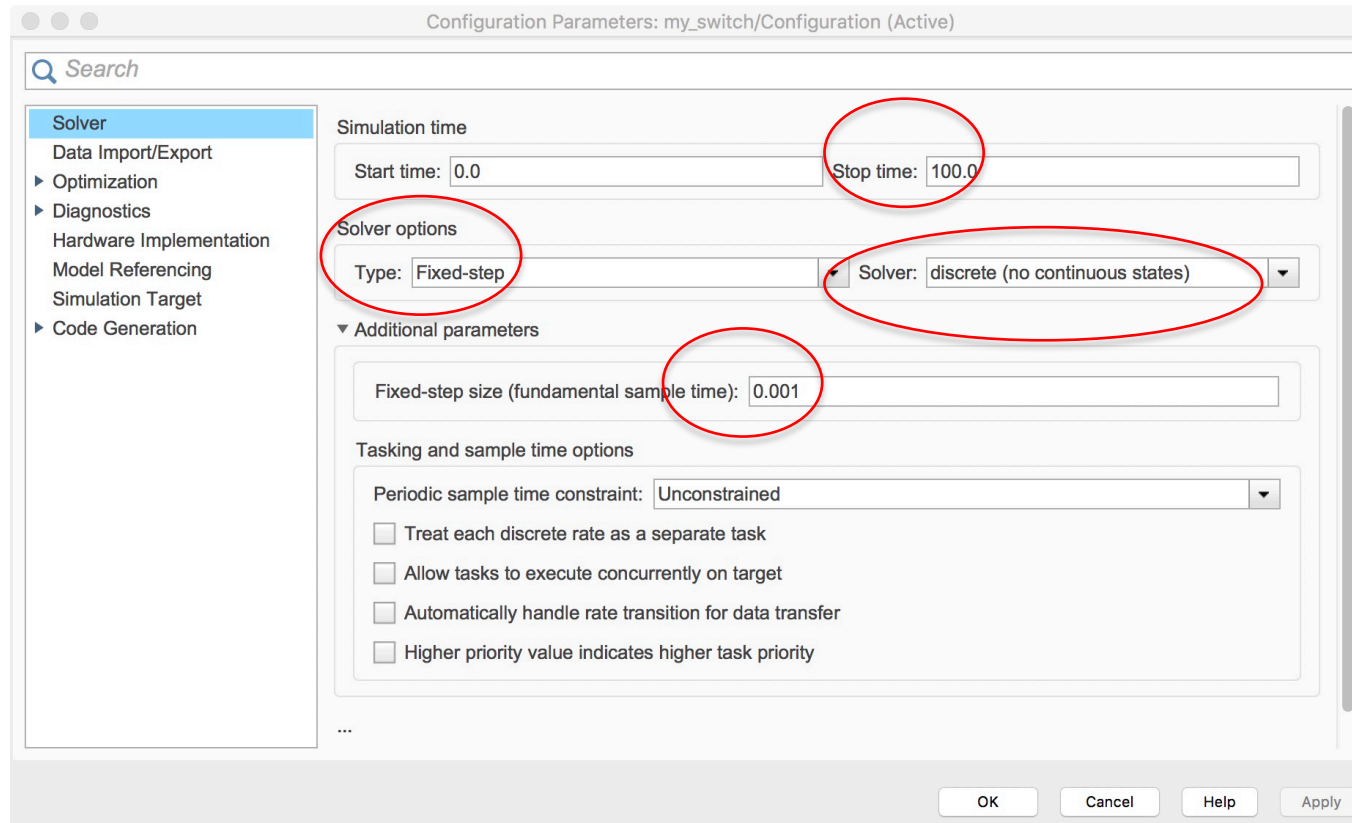 Configuration Parameters: my_switch/Configuration (Active)
Search
Solver
Data Import/Export
Optimization
Diagnostics
Hardware Implementation
Model Referencing
Simulation Target
Code Generation
Simulation time
Start time: 0.0 Stop time: 100.0
Solver options
Type: Fixed-step Solver: discrete (no continuous states)
Additional parameters
Fixed-step size (fundamental sample time): 0.001
Tasking and sample time options
Periodic sample time constraint: Unconstrained
Treat each discrete rate as a separate task
Allow tasks to execute concurrently on target
Automatically handle rate transition for data transfer
Higher priority value indicates higher task priority
...
OK Cancel Help Apply